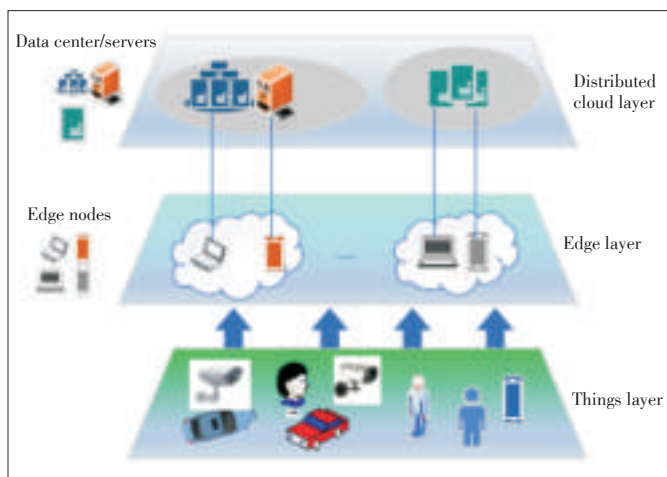 Data center/servers
Distributed
cloud layer
Edge nodes
Edge layer
Things layer